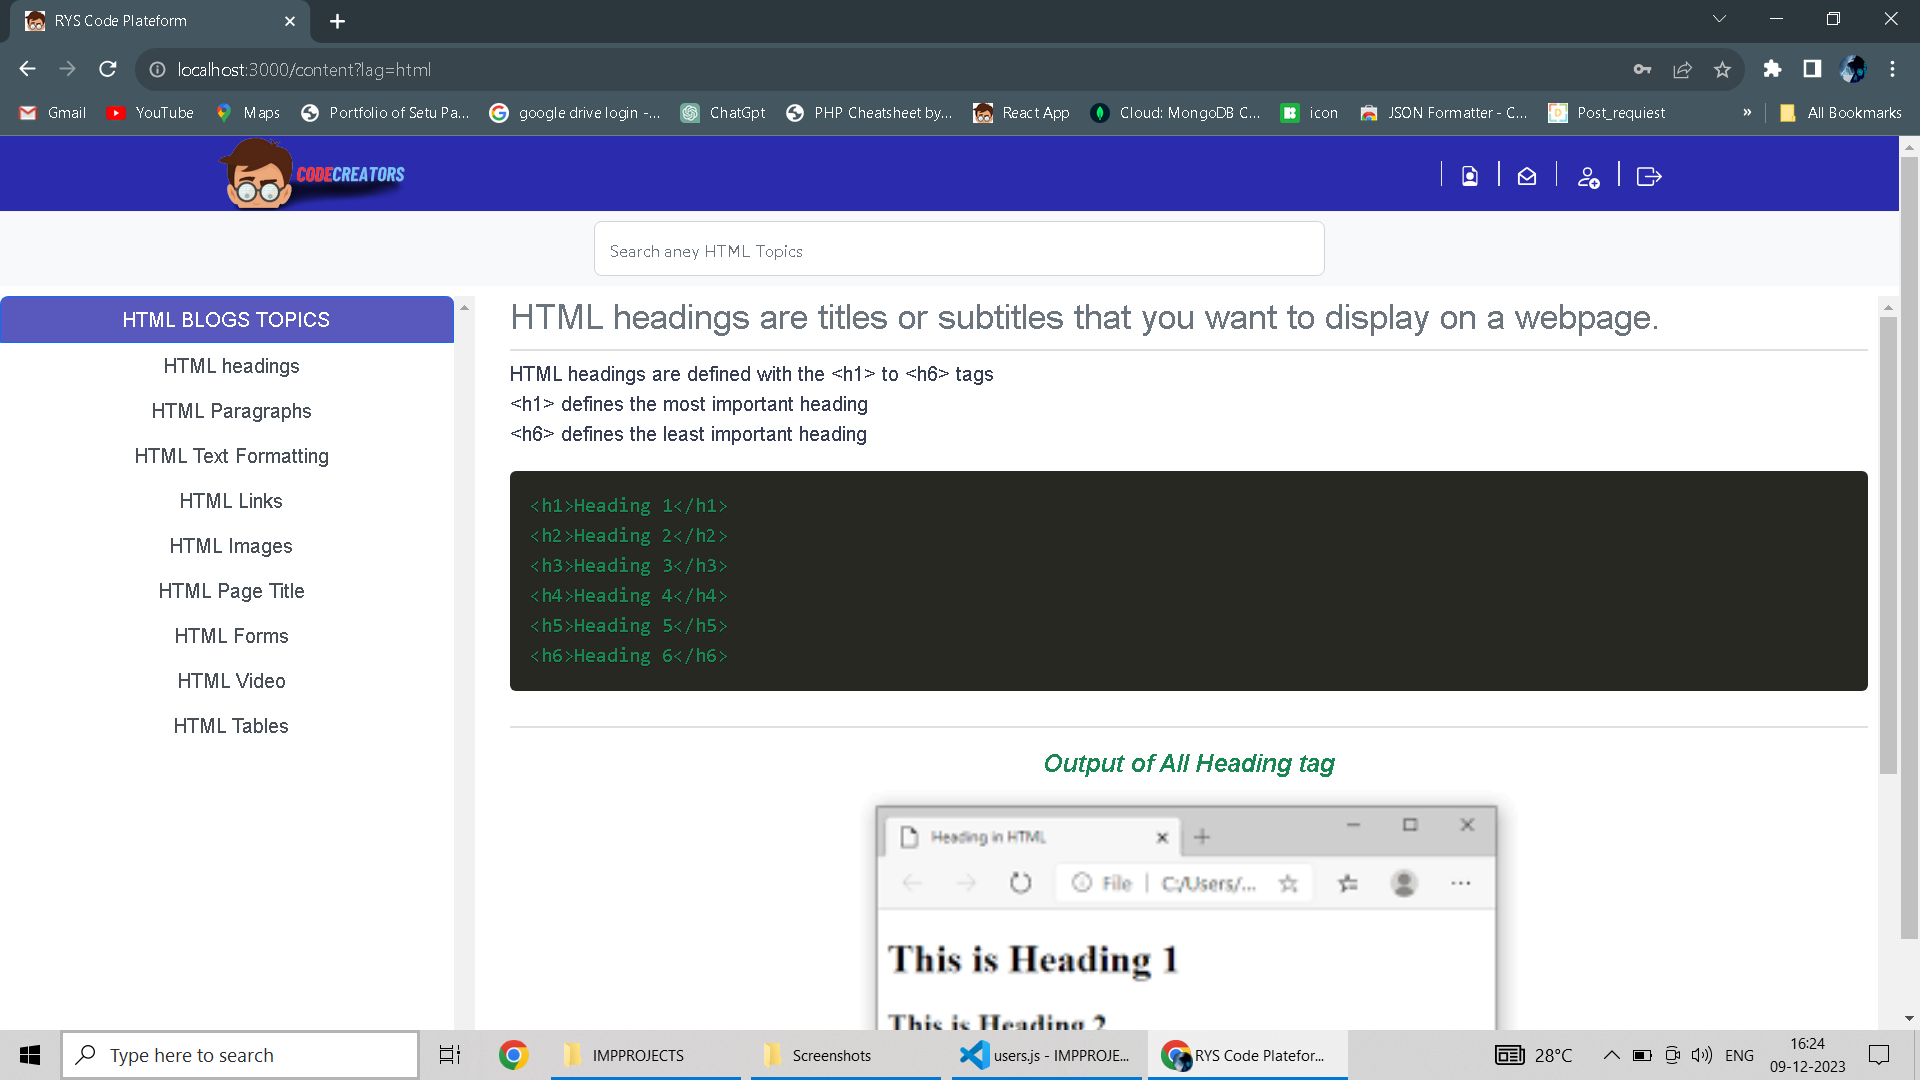 RYS Code Plateform
localhost:3000/content?lag=html
Gmail
YouTube
Maps
Portfolio of Setu Pa...
google drive login -...
ChatGpt
PHP Cheatsheet by...
React App
Cloud: MongoDB C...
icon
JSON Formatter - C...
Post_requiest
»
All Bookmarks
CODECREATORS
Search aney HTML Topics
HTML BLOGS TOPICS
HTML headings
HTML Paragraphs
HTML Text Formatting
HTML Links
HTML Images
HTML Page Title
HTML Forms
HTML Video
HTML Tables
HTML headings are titles or subtitles that you want to display on a webpage.
HTML headings are defined with the <h1> to <h6> tags
<h1> defines the most important heading
<h6> defines the least important heading
<h1>Heading 1</h1>
<h2>Heading 2</h2>
<h3>Heading 3</h3>
<h4>Heading 4</h4>
<h5>Heading 5</h5>
<h6>Heading 6</h6>
Output of All Heading tag
Heading in HTML
File | C:/Users/...
This is Heading 1
This is Heading 2
Type here to search
IMPPROJECTS
Screenshots
users.js - IMPPROJE...
RYS Code Platefor...
28°C
ENG
16:24
09-12-2023